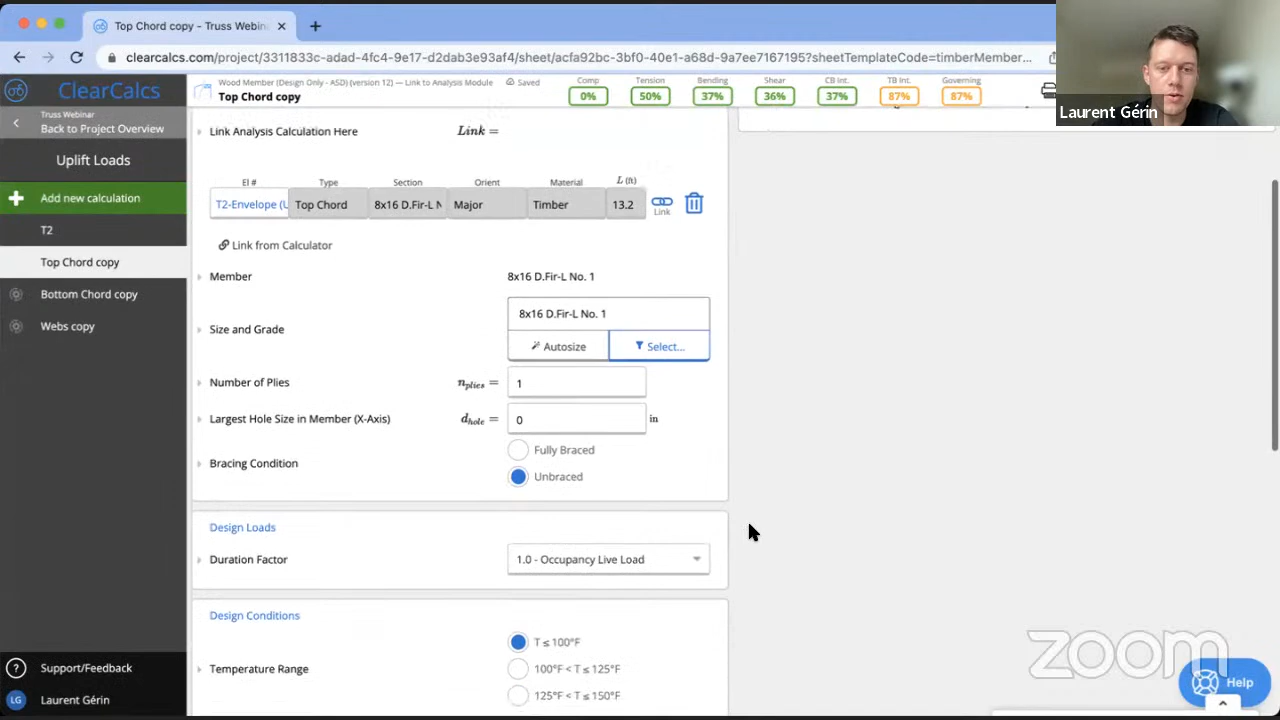 Top Chord copy - Truss Webinar
clearcalcs.com/project/3311833c-adad-4fc4-9e17-d2dab3e93af4/sheet/acfa92bc-3bf0-40e1-a68d-9a7ee7167195?sheetTemplateCode=timberMember...
ClearCalcs
Truss Webinar
Back to Project Overview
Uplift Loads
Add new calculation
T2
Top Chord copy
Bottom Chord copy
Webs copy
Support/Feedback
LG Laurent Gérin
Wood Member (Design Only - ASD) (version 12) — Link to Analysis Module
Saved
Top Chord copy
Comp Tension Bending Shear CB Int. TB Int. Governing
0% 50% 37% 36% 37% 87% 87%
Laurent Gérin
Link Analysis Calculation Here Link =
El # Type Section Orient Material L (ft)
T2-Envelope (L Top Chord 8x16 D.Fir-L N Major Timber 13.2 Link
Link from Calculator
Member 8x16 D.Fir-L No. 1
Size and Grade 8x16 D.Fir-L No. 1
Autosize Select...
Number of Plies nplies = 1
Largest Hole Size in Member (X-Axis) dhole = 0 in
Bracing Condition Fully Braced
Unbraced
Design Loads
Duration Factor 1.0 - Occupancy Live Load
Design Conditions
Temperature Range T ≤ 100°F
100°F < T ≤ 125°F
125°F < T ≤ 150°F
zoom
Help